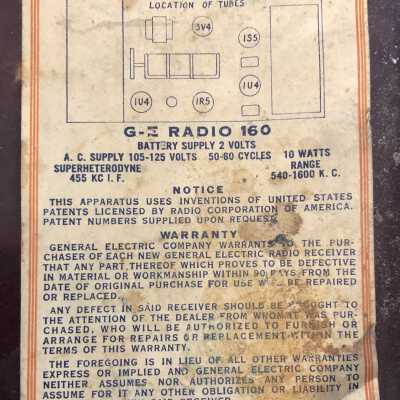 LOCATION OF TUBES
3V4
1S5
1U4
1U4
1R5
G-E RADIO 160
BATTERY SUPPLY 2 VOLTS
A. C. SUPPLY 105-125 VOLTS 50-60 CYCLES 10 WATTS
SUPERHETERODYNE RANGE
455 KC I. F. 540-1600 K. C.
NOTICE
THIS APPARATUS USES INVENTIONS OF UNITED STATES
PATENTS LICENSED BY RADIO CORPORATION OF AMERICA.
PATENT NUMBERS SUPPLIED UPON REQUEST.
WARRANTY
GENERAL ELECTRIC COMPANY WARRANTS TO THE PUR-
CHASER OF EACH NEW GENERAL ELECTRIC RADIO RECEIVER
THAT ANY PART THEREOF WHICH PROVES TO BE DEFECTIVE
IN MATERIAL OR WORKMANSHIP WITHIN 90 DAYS FROM THE
DATE OF ORIGINAL PURCHASE FOR USE WILL BE REPAIRED
OR REPLACED.
ANY DEFECT IN SAID RECEIVER SHOULD BE BROUGHT TO
THE ATTENTION OF THE DEALER FROM WHOM IT WAS PUR-
CHASED, WHO WILL BE AUTHORIZED TO FURNISH OR
ARRANGE FOR REPAIRS OR REPLACEMENT WITHIN THE
TERMS OF THIS WARRANTY.
THE FOREGOING IS IN LIEU OF ALL OTHER WARRANTIES
EXPRESS OR IMPLIED AND GENERAL ELECTRIC COMPANY
NEITHER ASSUMES NOR AUTHORIZES ANY PERSON TO
ASSUME FOR IT ANY OTHER OBLIGATION OR LIABILITY IN